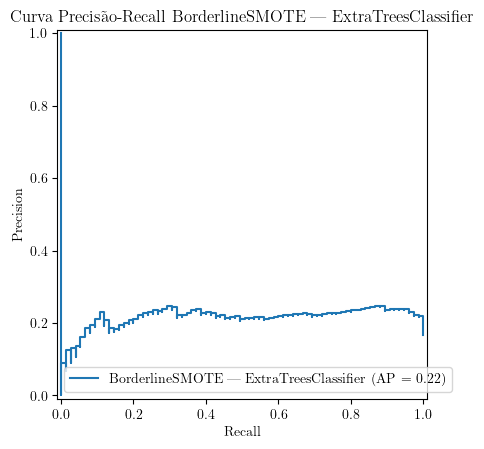 Curva Precisão-Recall BorderlineSMOTE — ExtraTreesClassifier
1.0
0.8
0.6
0.4
0.2
0.0
Precision
BorderlineSMOTE — ExtraTreesClassifier (AP = 0.22)
0.0 0.2 0.4 0.6 0.8 1.0
Recall